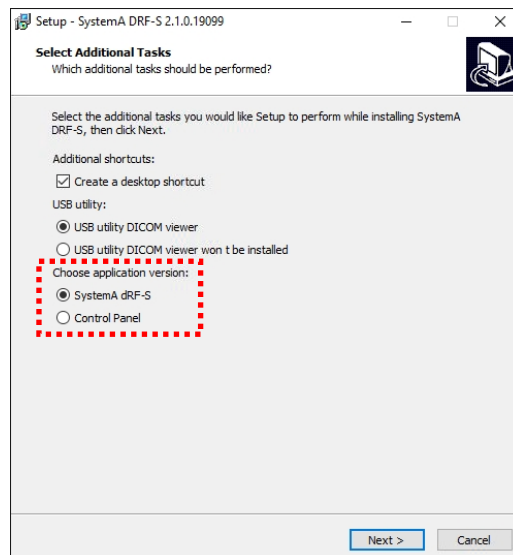 Setup - SystemA DRF-S 2.1.0.19099
Select Additional Tasks
Which additional tasks should be performed?
Select the additional tasks you would like Setup to perform while installing SystemA
DRF-S, then click Next.
Additional shortcuts:
Create a desktop shortcut
USB utility:
USB utility DICOM viewer
USB utility DICOM viewer won t be installed
Choose application version:
SystemA dRF-S
Control Panel
Next >
Cancel